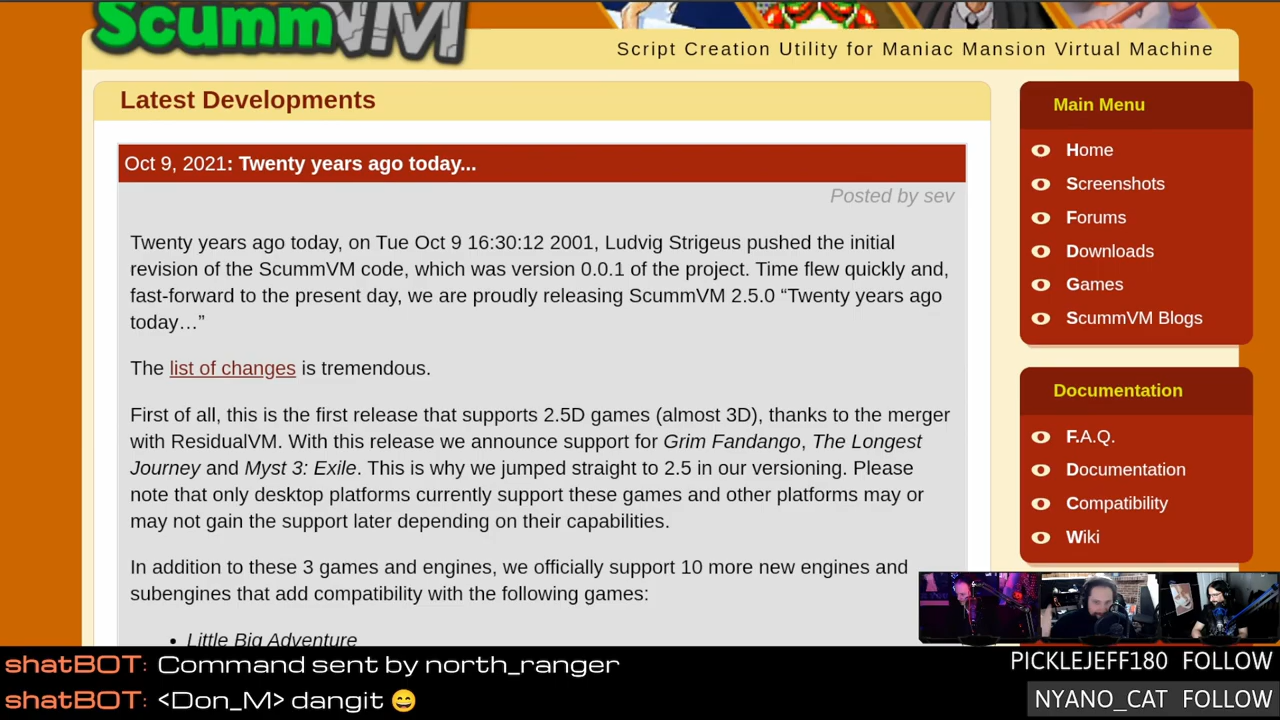 ScummVM
Script Creation Utility for Maniac Mansion Virtual Machine
Latest Developments
Oct 9, 2021: Twenty years ago today...
Posted by sev
Twenty years ago today, on Tue Oct 9 16:30:12 2001, Ludvig Strigeus pushed the initial
revision of the ScummVM code, which was version 0.0.1 of the project. Time flew quickly and,
fast-forward to the present day, we are proudly releasing ScummVM 2.5.0 “Twenty years ago
today…”
The list of changes is tremendous.
First of all, this is the first release that supports 2.5D games (almost 3D), thanks to the merger
with ResidualVM. With this release we announce support for Grim Fandango, The Longest
Journey and Myst 3: Exile. This is why we jumped straight to 2.5 in our versioning. Please
note that only desktop platforms currently support these games and other platforms may or
may not gain the support later depending on their capabilities.
In addition to these 3 games and engines, we officially support 10 more new engines and
subengines that add compatibility with the following games:
• Little Big Adventure
Main Menu
Home
Screenshots
Forums
Downloads
Games
ScummVM Blogs
Documentation
F.A.Q.
Documentation
Compatibility
Wiki
shatBOT: Command sent by north_ranger
shatBOT: <Don_M> dangit 😄
PICKLEJEFF180 FOLLOW
NYANO_CAT FOLLOW